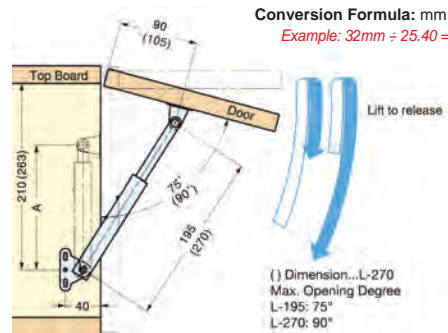 Conversion Formula: mm
Example: 32mm ÷ 25.40 =
90
(105)
Top Board
Door
Lift to release
210 (263)
A
75°
(90°)
195
(270)
40
( ) Dimension...L-270
Max. Opening Degree
L-195: 75°
L-270: 90°